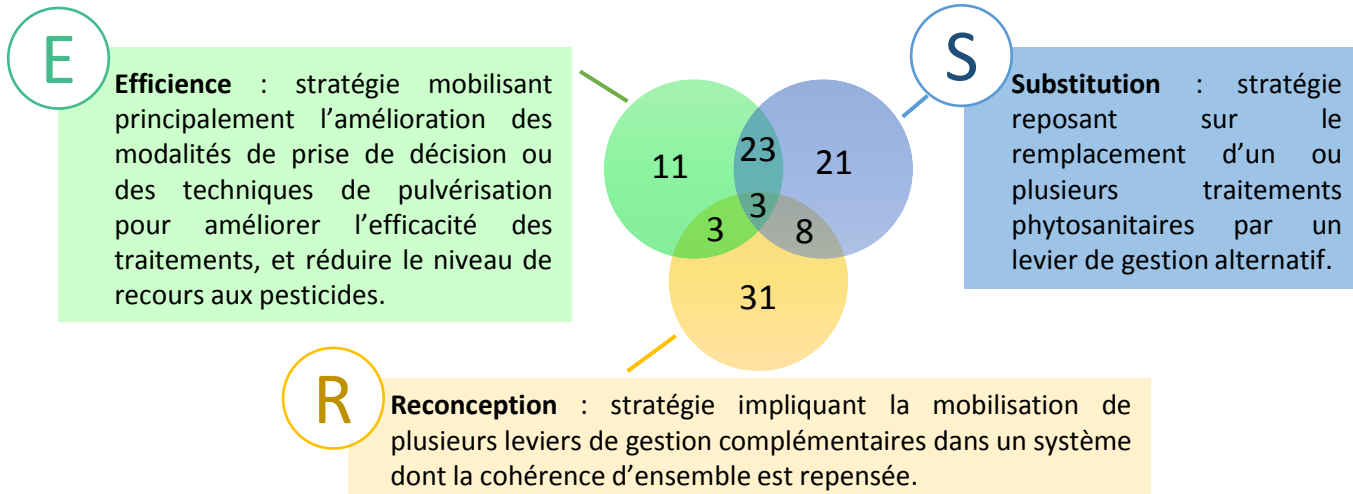 E
Efficience : stratégie mobilisant
principalement l’amélioration des
modalités de prise de décision ou
des techniques de pulvérisation
pour améliorer l’efficacité des
traitements, et réduire le niveau de
recours aux pesticides.
11
23
21
3
3
8
31
S
Substitution : stratégie
reposant sur le
remplacement d’un ou
plusieurs traitements
phytosanitaires par un
levier de gestion alternatif.
R
Reconception : stratégie impliquant la mobilisation de
plusieurs leviers de gestion complémentaires dans un système
dont la cohérence d’ensemble est repensée.